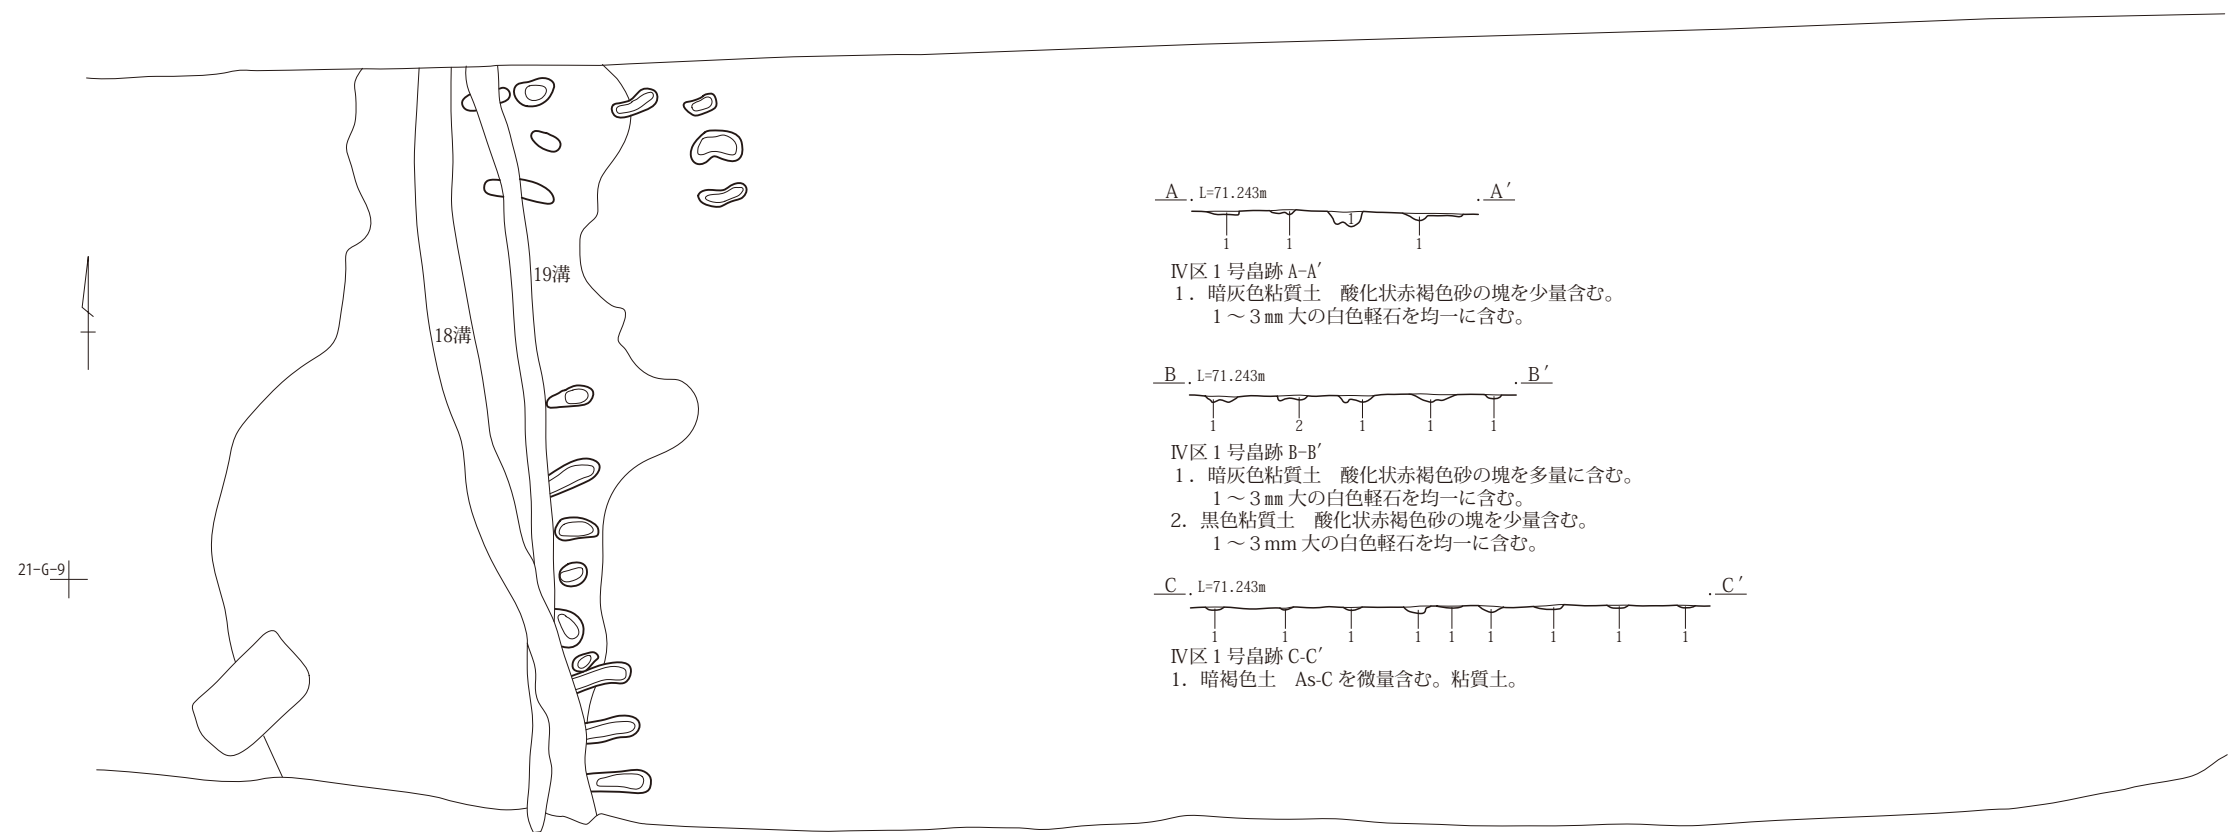 19溝
18溝
21-G-9
A . L=71.243m . A′
1
1 1 1
Ⅳ区１号畠跡 A-A′
１．暗灰色粘質土　酸化状赤褐色砂の塊を少量含む。
１～３㎜大の白色軽石を均一に含む。
B . L=71.243m . B′
1 2 1 1 1
Ⅳ区１号畠跡 B-B′
１．暗灰色粘質土　酸化状赤褐色砂の塊を多量に含む。
１～３㎜大の白色軽石を均一に含む。
2．黒色粘質土　酸化状赤褐色砂の塊を少量含む。
１～３mm 大の白色軽石を均一に含む。
C . L=71.243m . C′
1 1 1 1 1 1 1 1 1
Ⅳ区１号畠跡 C-C′
1．暗褐色土　As-C を微量含む。粘質土。